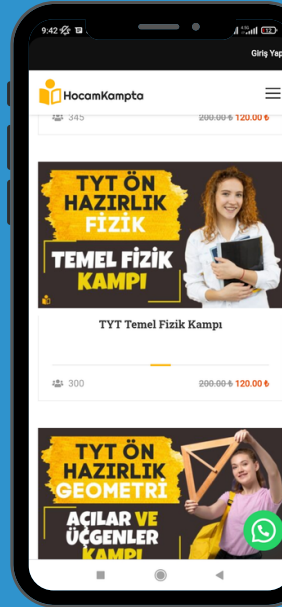 9:42
Giriş Yap
HocamKampta
345 200.00 ₺ 120.00 ₺
TYT ÖN
HAZIRLIK
FİZİK
TEMEL FİZİK
KAMPI
TYT Temel Fizik Kampı
300 200.00 ₺ 120.00 ₺
TYT ÖN
HAZIRLIK
GEOMETRİ
AÇILAR VE
ÜÇGENLER
KAMPI